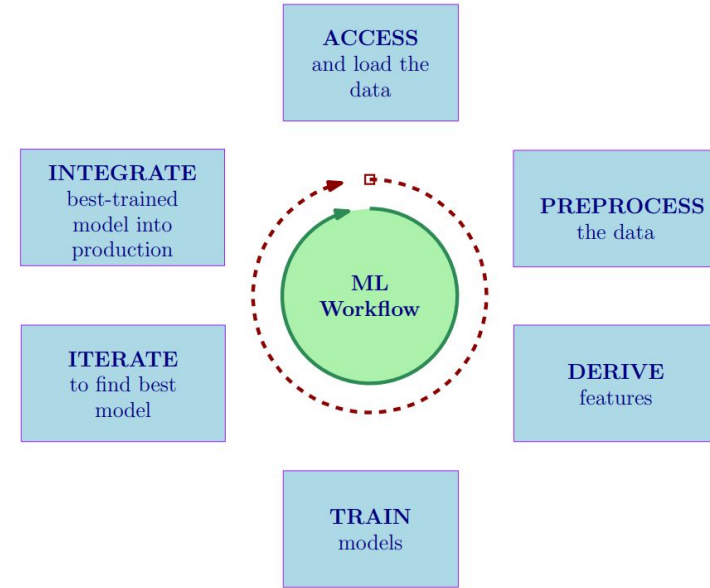 ACCESS
and load the
data
PREPROCESS
the data
DERIVE
features
TRAIN
models
ITERATE
to find best
model
INTEGRATE
best-trained
model into
production
ML
Workflow